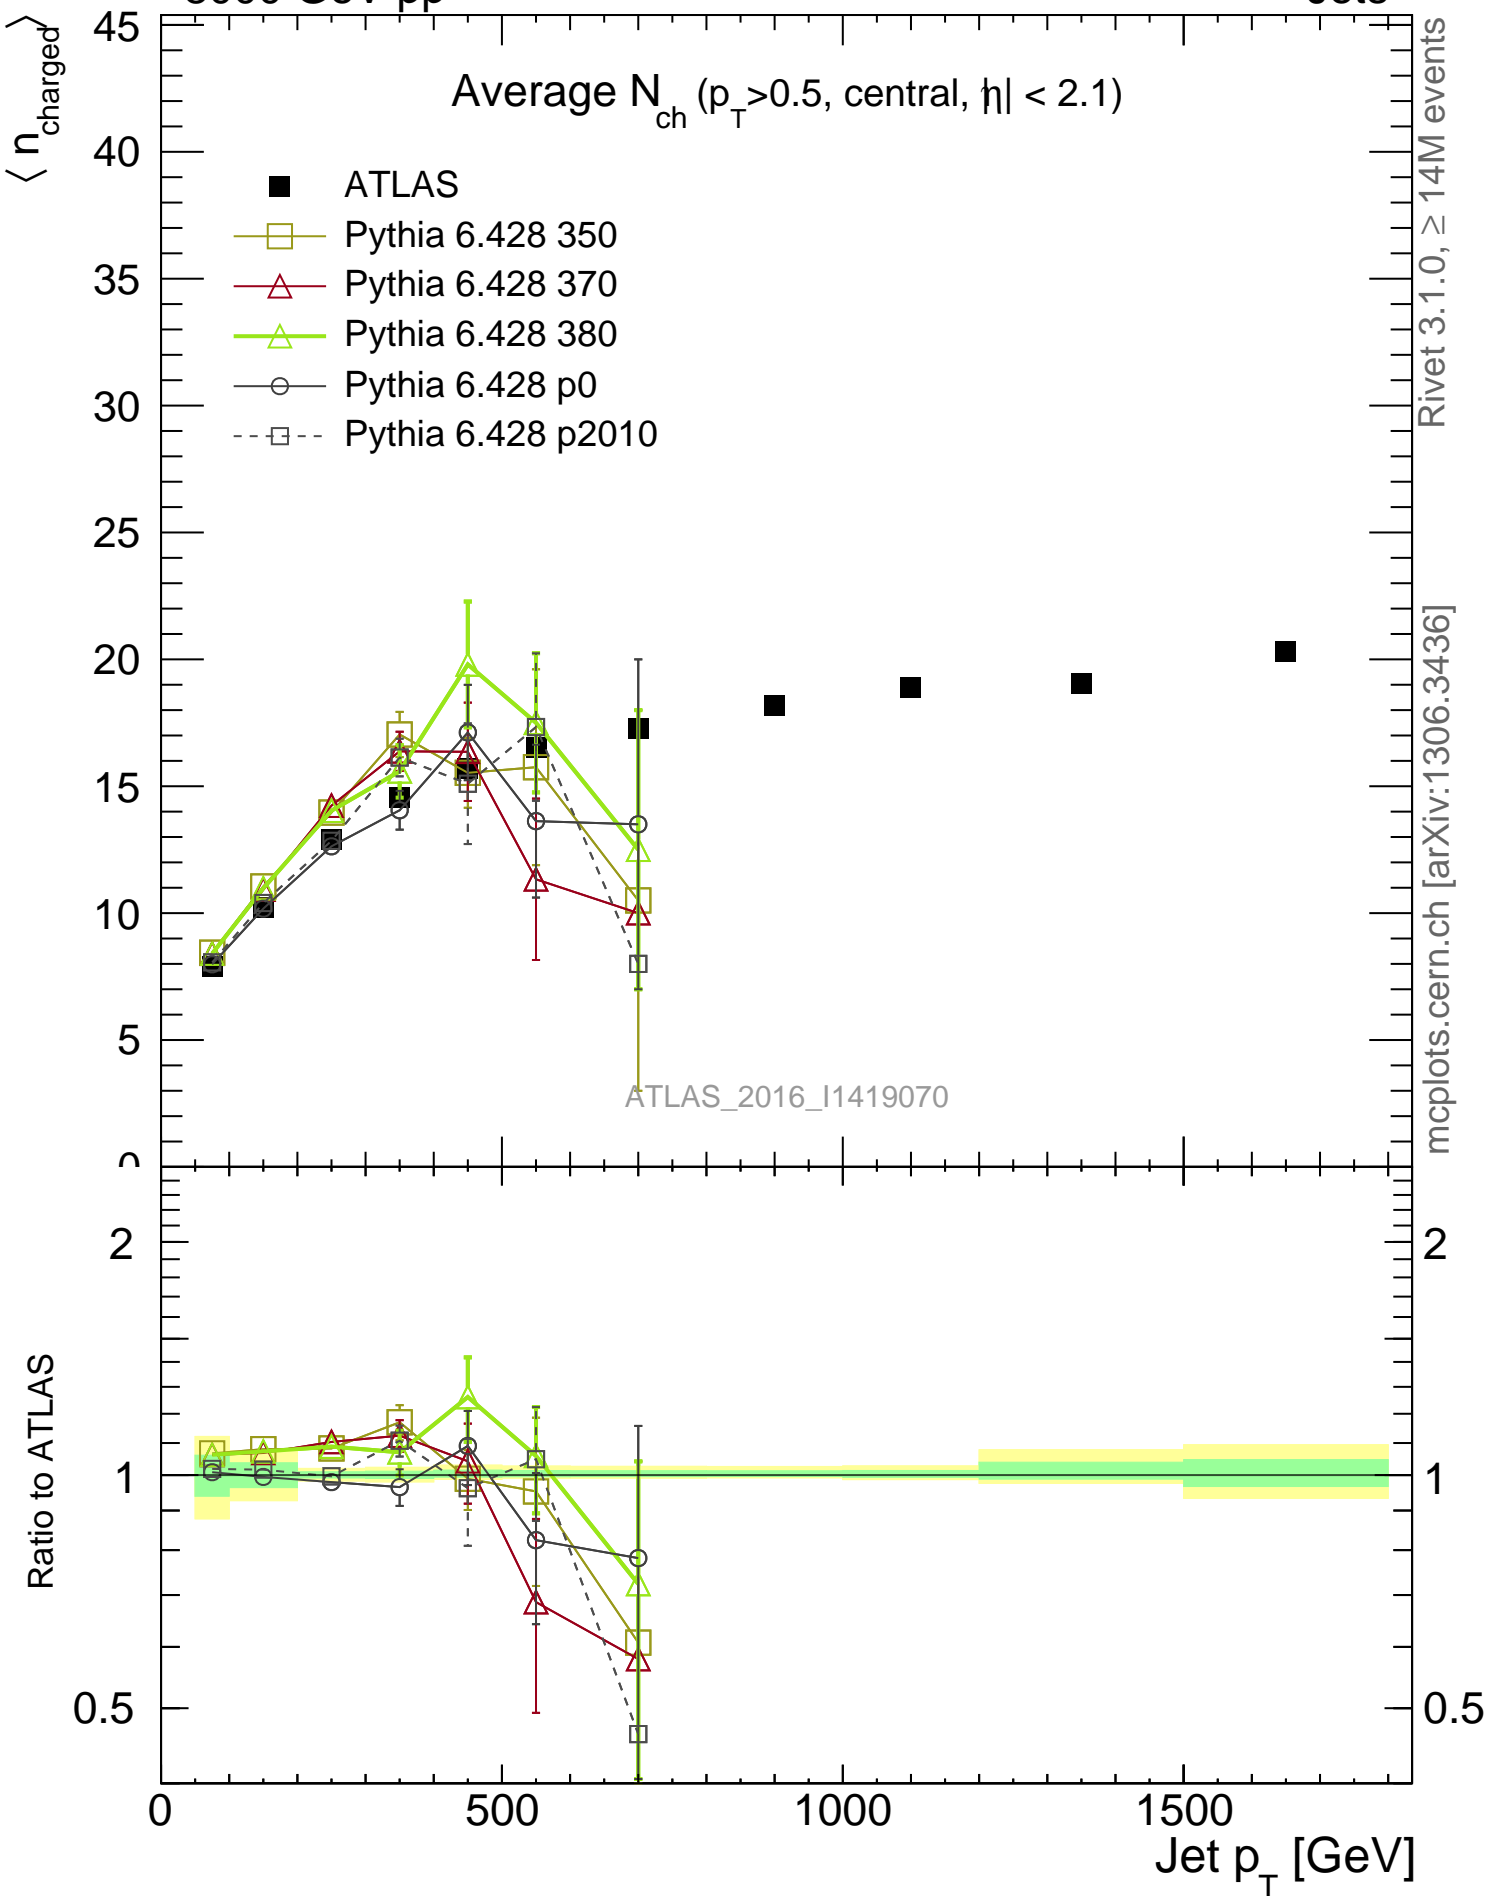 Jets
⟨ n_charged ⟩
45
40
35
30
25
20
15
10
5
0
Average N_ch (p_T>0.5, central, |η| < 2.1)
ATLAS
Pythia 6.428 350
Pythia 6.428 370
Pythia 6.428 380
Pythia 6.428 p0
Pythia 6.428 p2010
ATLAS_2016_I1419070
Rivet 3.1.0, ≥ 14M events
mcplots.cern.ch [arXiv:1306.3436]
Ratio to ATLAS
2
1
0.5
2
1
0.5
0
500
1000
1500
Jet p_T [GeV]